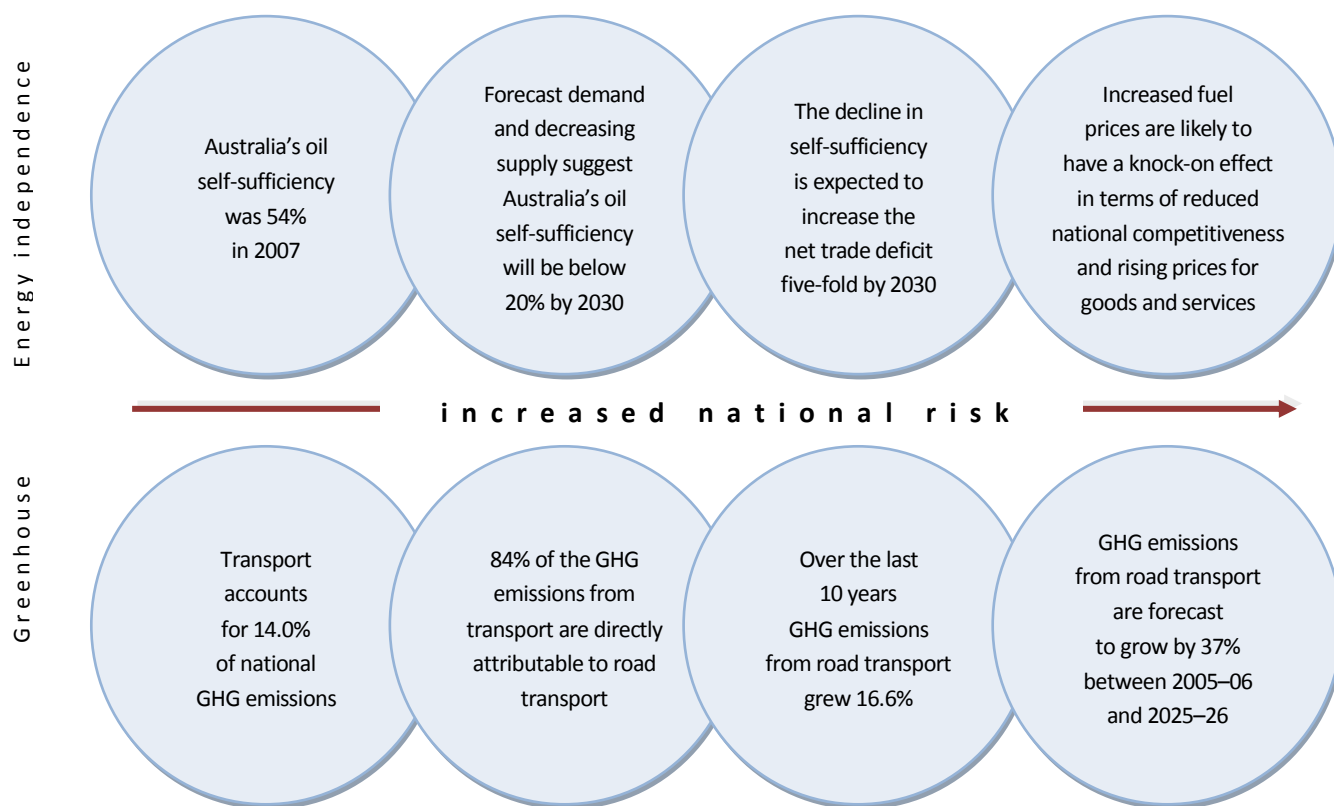 Energy independence
Australia's oil
self-sufficiency
was 54%
in 2007
Forecast demand
and decreasing
supply suggest
Australia's oil
self-sufficiency
will be below
20% by 2030
The decline in
self-sufficiency
is expected to
increase the
net trade deficit
five-fold by 2030
Increased fuel
prices are likely to
have a knock-on effect
in terms of reduced
national competitiveness
and rising prices for
goods and services
increased national risk
Greenhouse
Transport
accounts
for 14.0%
of national
GHG emissions
84% of the GHG
emissions from
transport are directly
attributable to road
transport
Over the last
10 years
GHG emissions
from road transport
grew 16.6%
GHG emissions
from road transport
are forecast
to grow by 37%
between 2005–06
and 2025–26